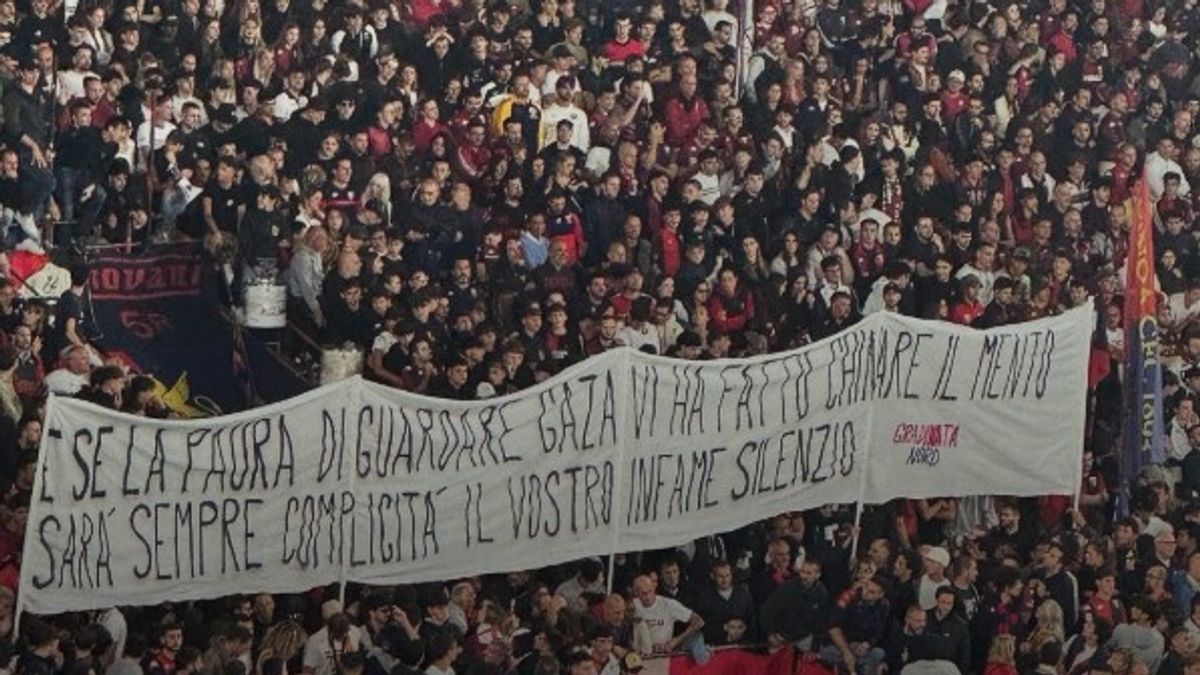 E SE LA PAURA DI GUARDARE GAZA VI HA FATTO CHINARE IL MENTO
SARÁ SEMPRE COMPLICITÁ IL VOSTRO INFAME SILENZIO
GRADINATA
NORD
OVANI